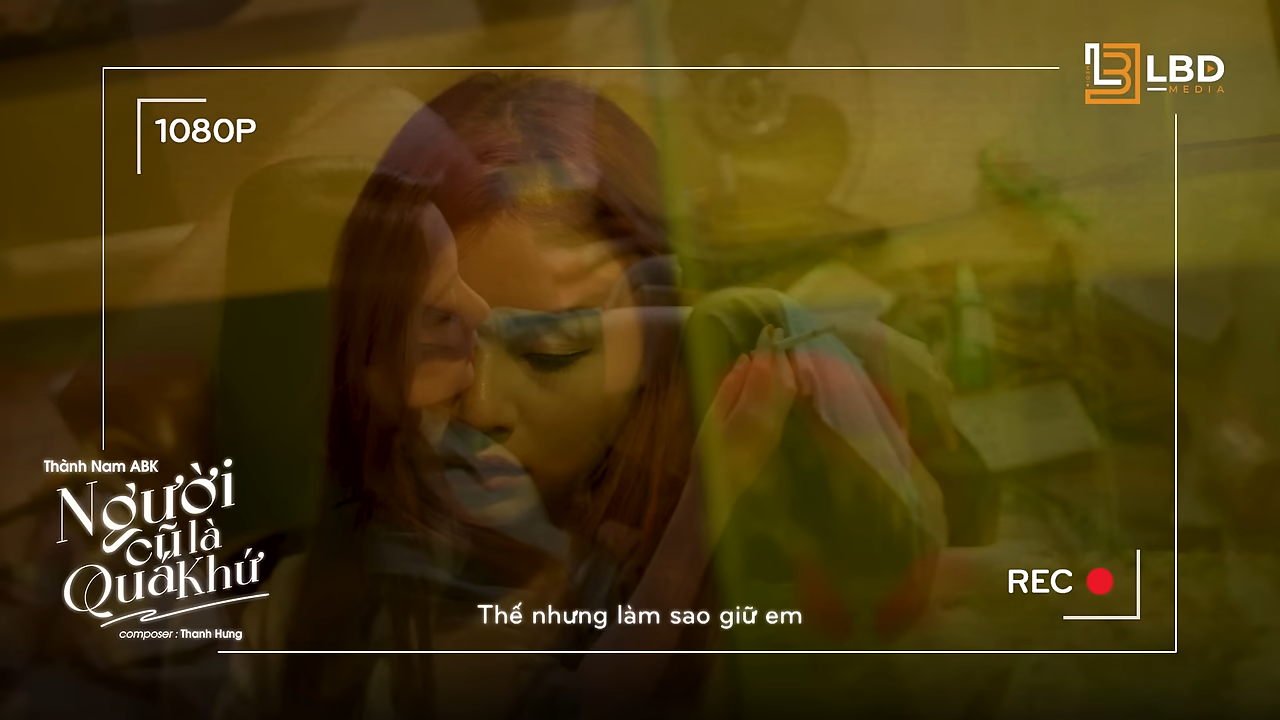 1080P
LBD
MEDIA
Thành Nam ABK
Người
cũ là
Quá Khứ
composer : Thanh Hưng
Thế nhưng làm sao giữ em
REC